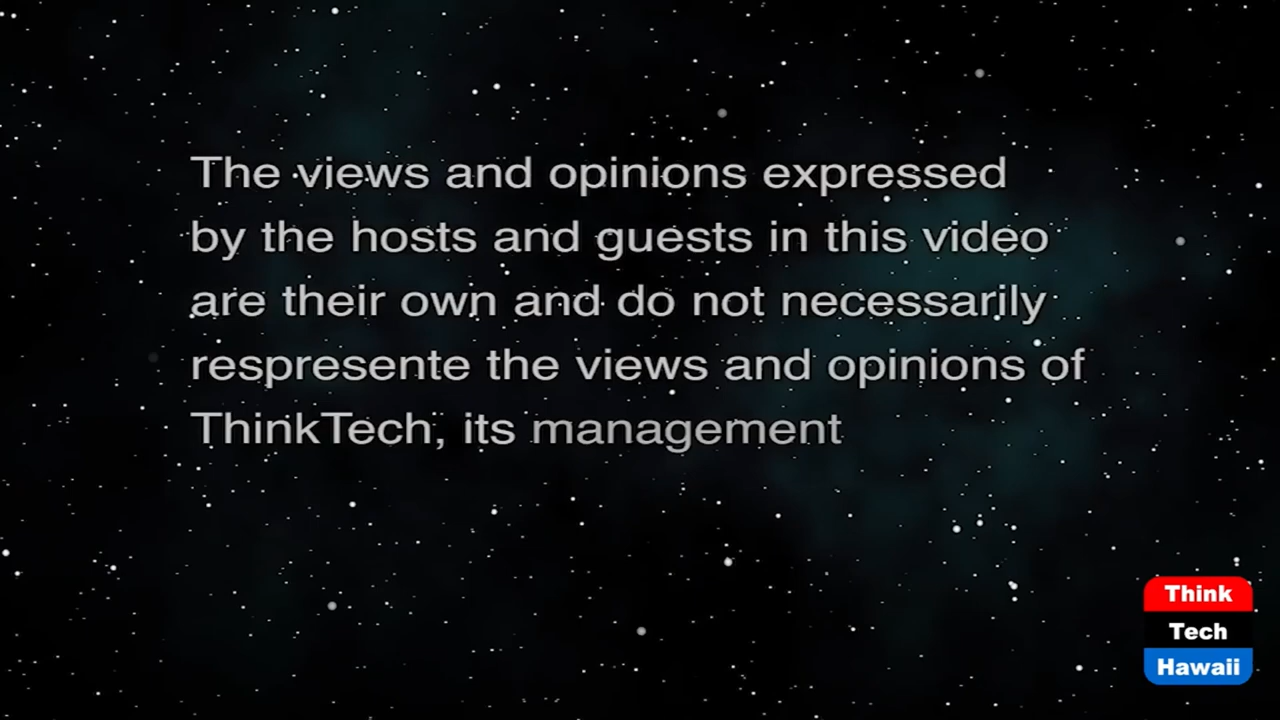 The views and opinions expressed
by the hosts and guests in this video
are their own and do not necessarily
respresente the views and opinions of
ThinkTech, its management
Think
Tech
Hawaii